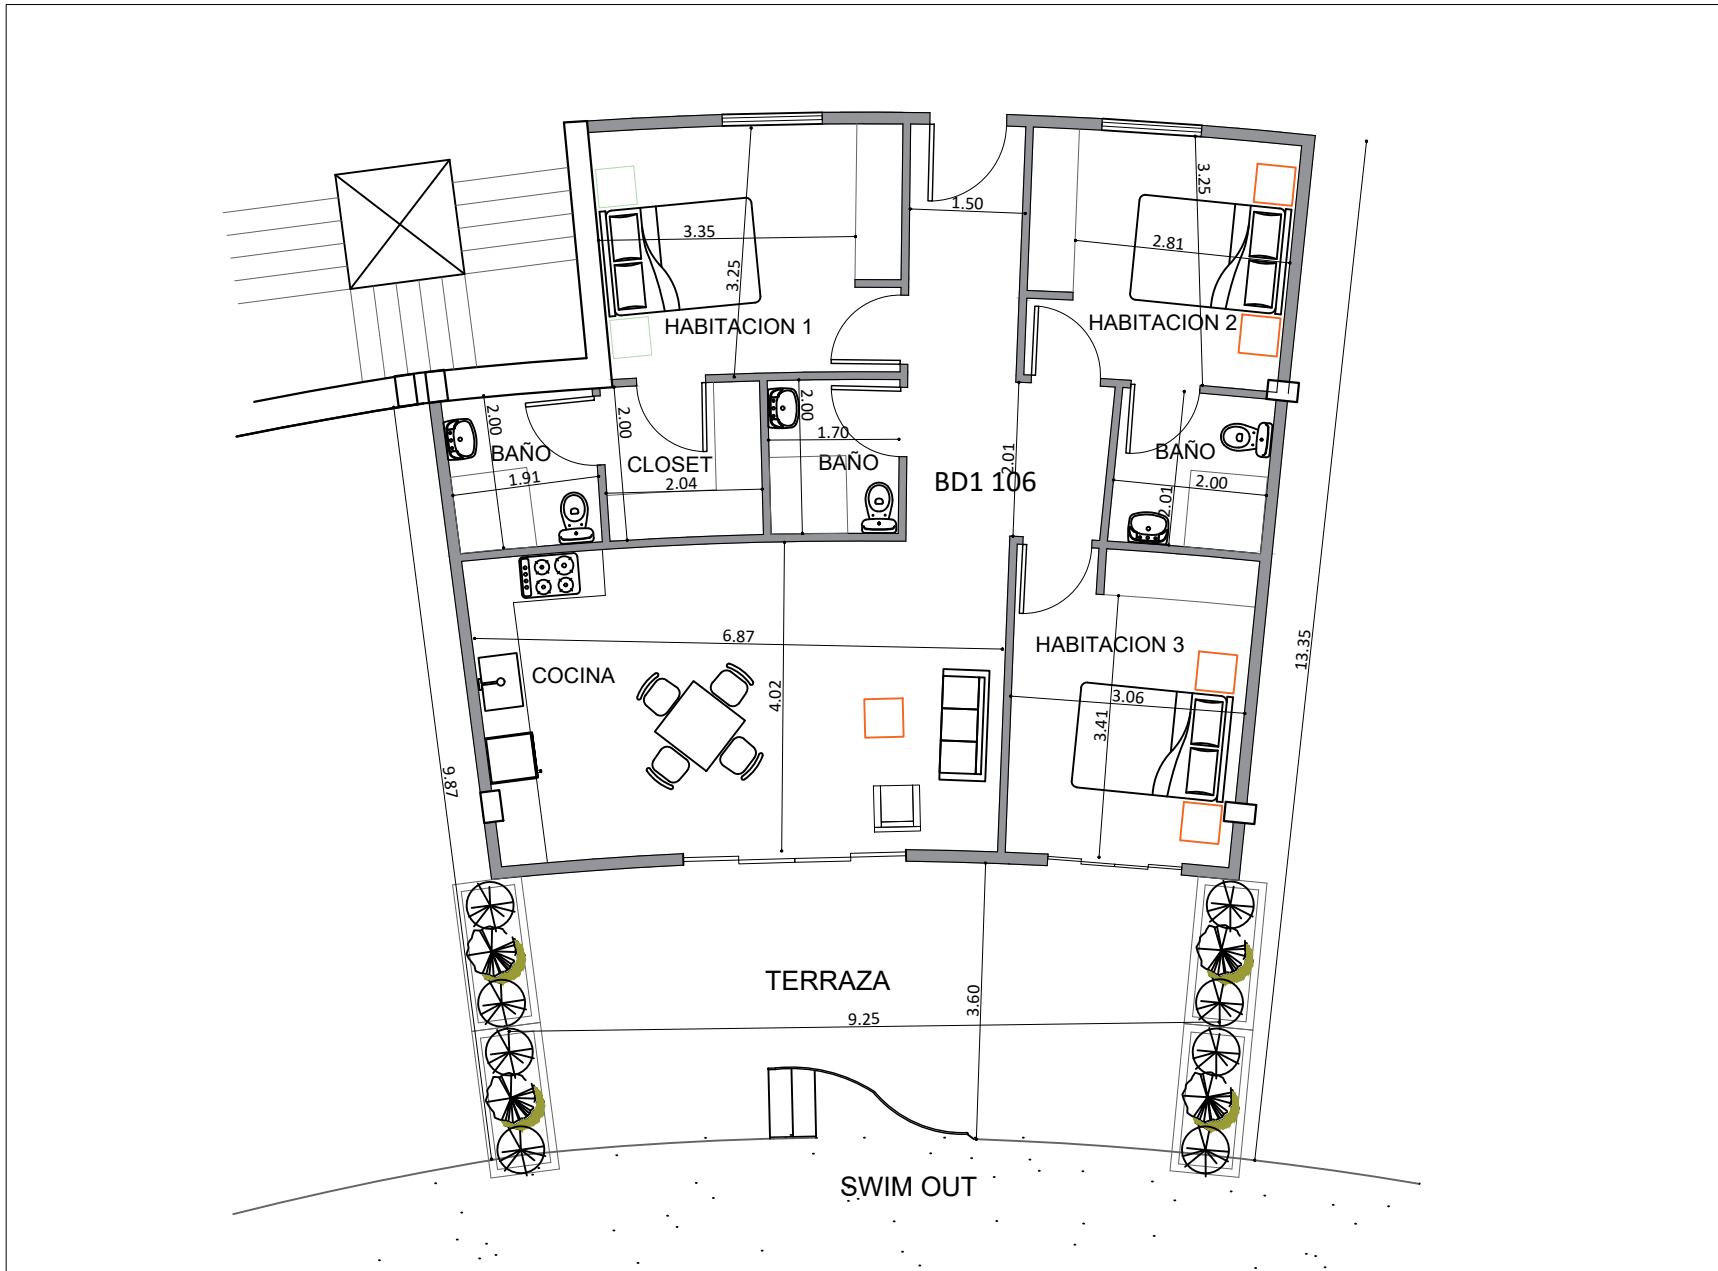 3.25
1.50
3.35
2.81
3.25
HABITACION 1
HABITACION 2
2.00
2.00
2.00
1.70
BAÑO
CLOSET
BAÑO
BAÑO
2.01
1.91
2.04
BD1 106
2.00
2.01
6.87
HABITACION 3
13.35
COCINA
4.02
3.06
3.41
9.87
TERRAZA
3.60
9.25
SWIM OUT